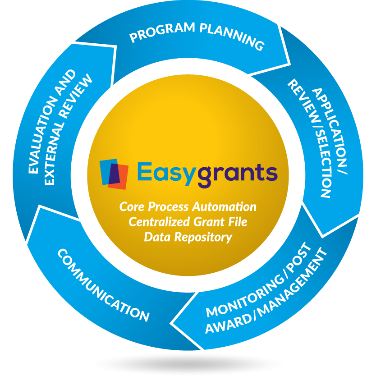 PROGRAM PLANNING
APPLICATION/
REVIEW/SELECTION
MONITORING/POST
AWARD/MANAGEMENT
COMMUNICATION
EVALUATION AND
EXTERNAL REVIEW
Easygrants
Core Process Automation
Centralized Grant File
Data Repository